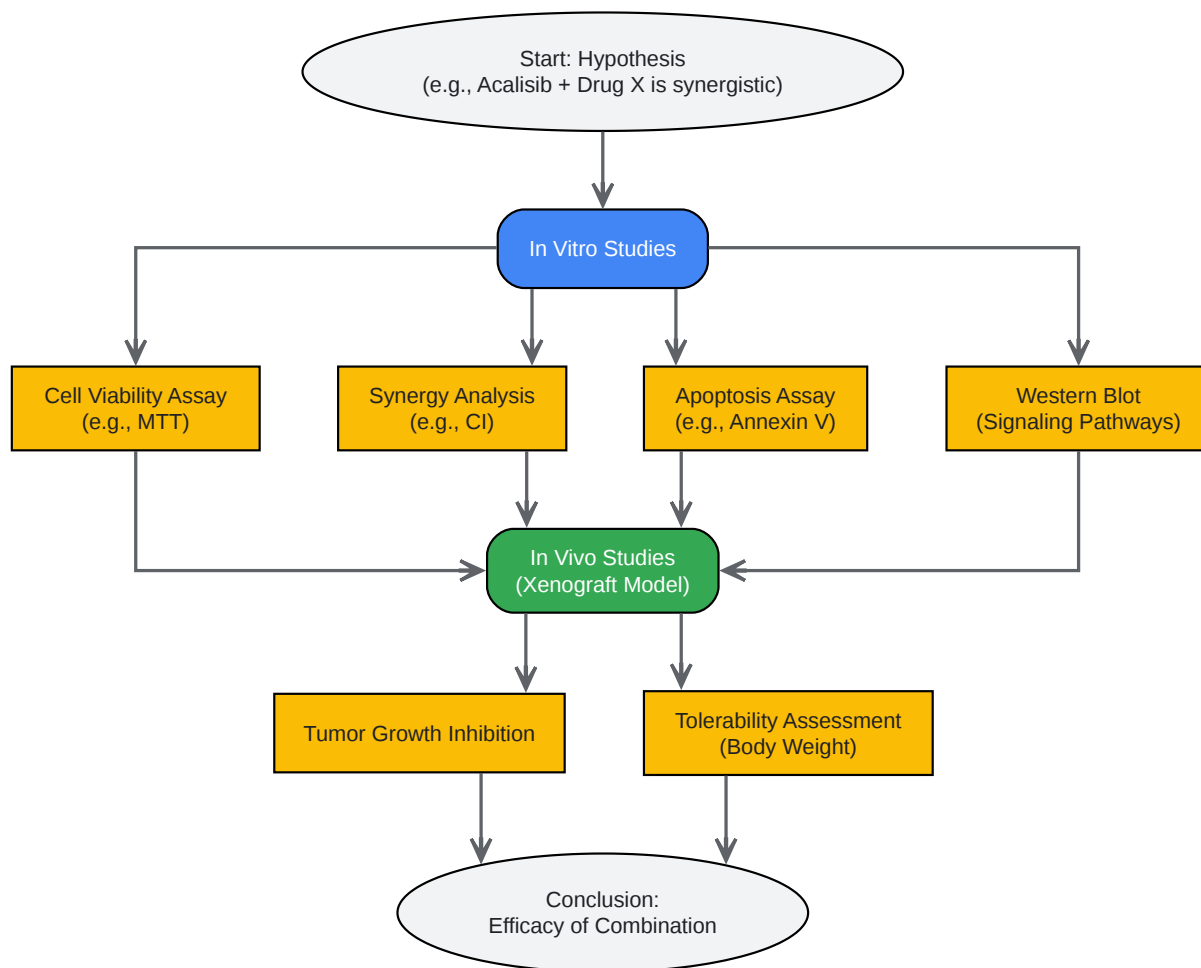 Start: Hypothesis
(e.g., Acalisib + Drug X is synergistic)
In Vitro Studies
Cell Viability Assay
(e.g., MTT)
Synergy Analysis
(e.g., CI)
Apoptosis Assay
(e.g., Annexin V)
Western Blot
(Signaling Pathways)
In Vivo Studies
(Xenograft Model)
Tumor Growth Inhibition
Tolerability Assessment
(Body Weight)
Conclusion:
Efficacy of Combination